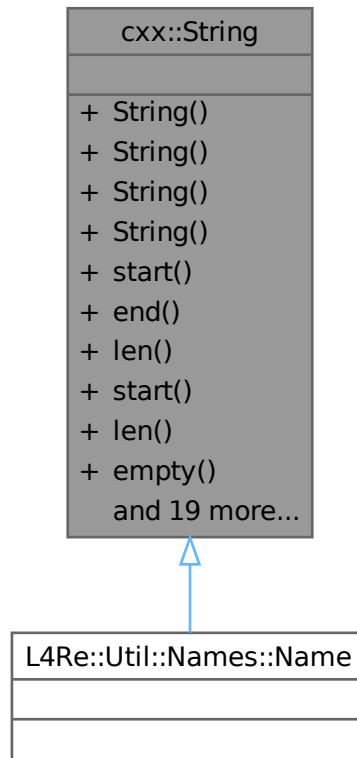 cxx::String
+ String()
+ String()
+ String()
+ String()
+ start()
+ end()
+ len()
+ start()
+ len()
+ empty()
and 19 more...
L4Re::Util::Names::Name